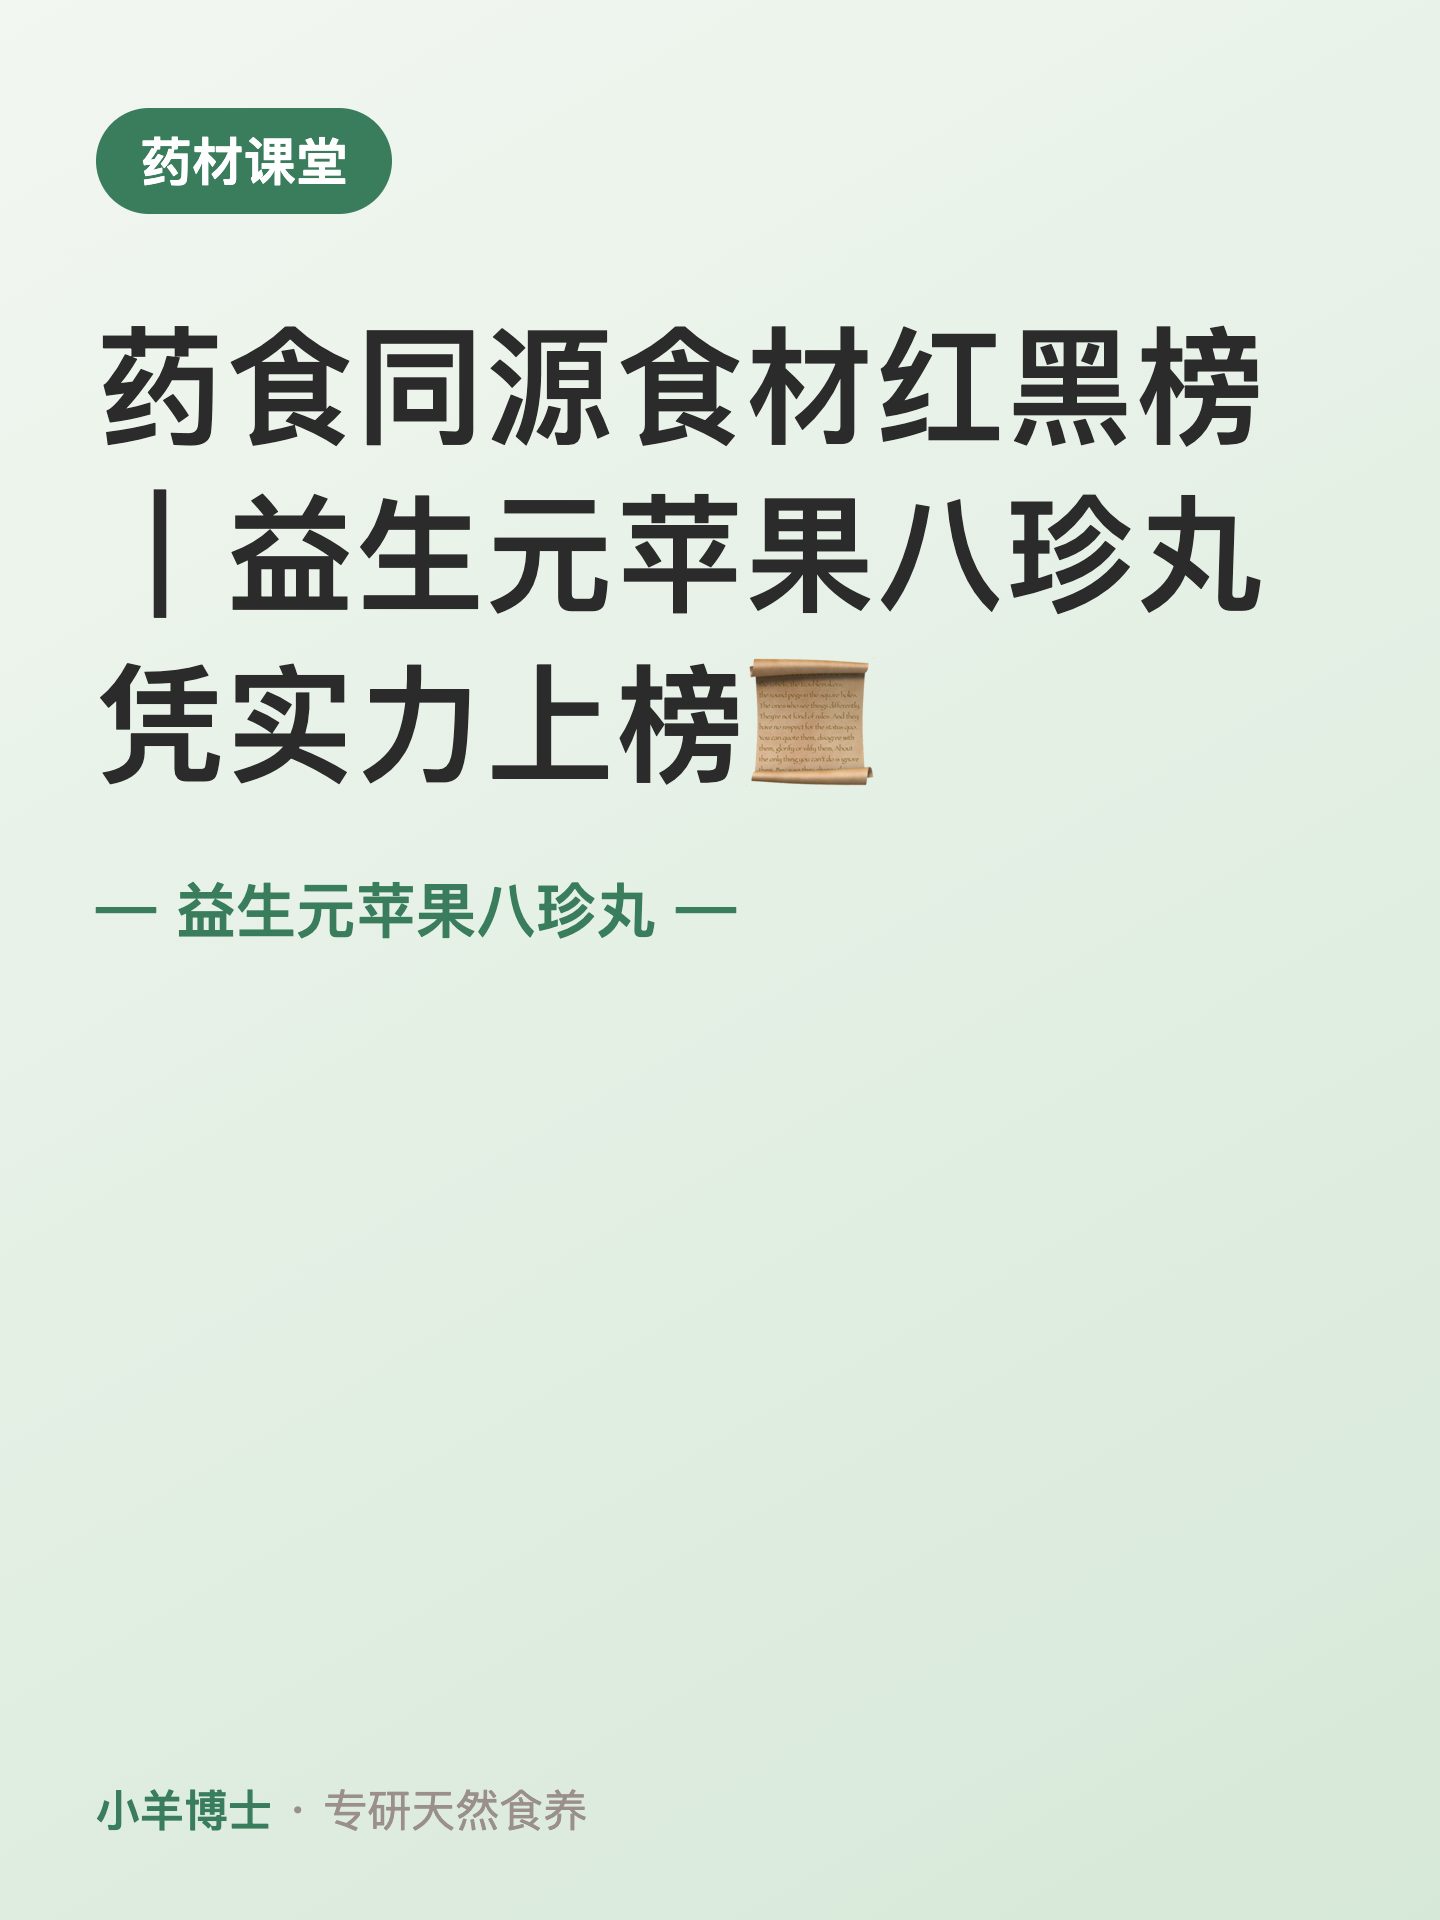 药材课堂
药食同源食材红黑榜
｜益生元苹果八珍丸
凭实力上榜📜
— 益生元苹果八珍丸 —
小羊博士 · 专研天然食养